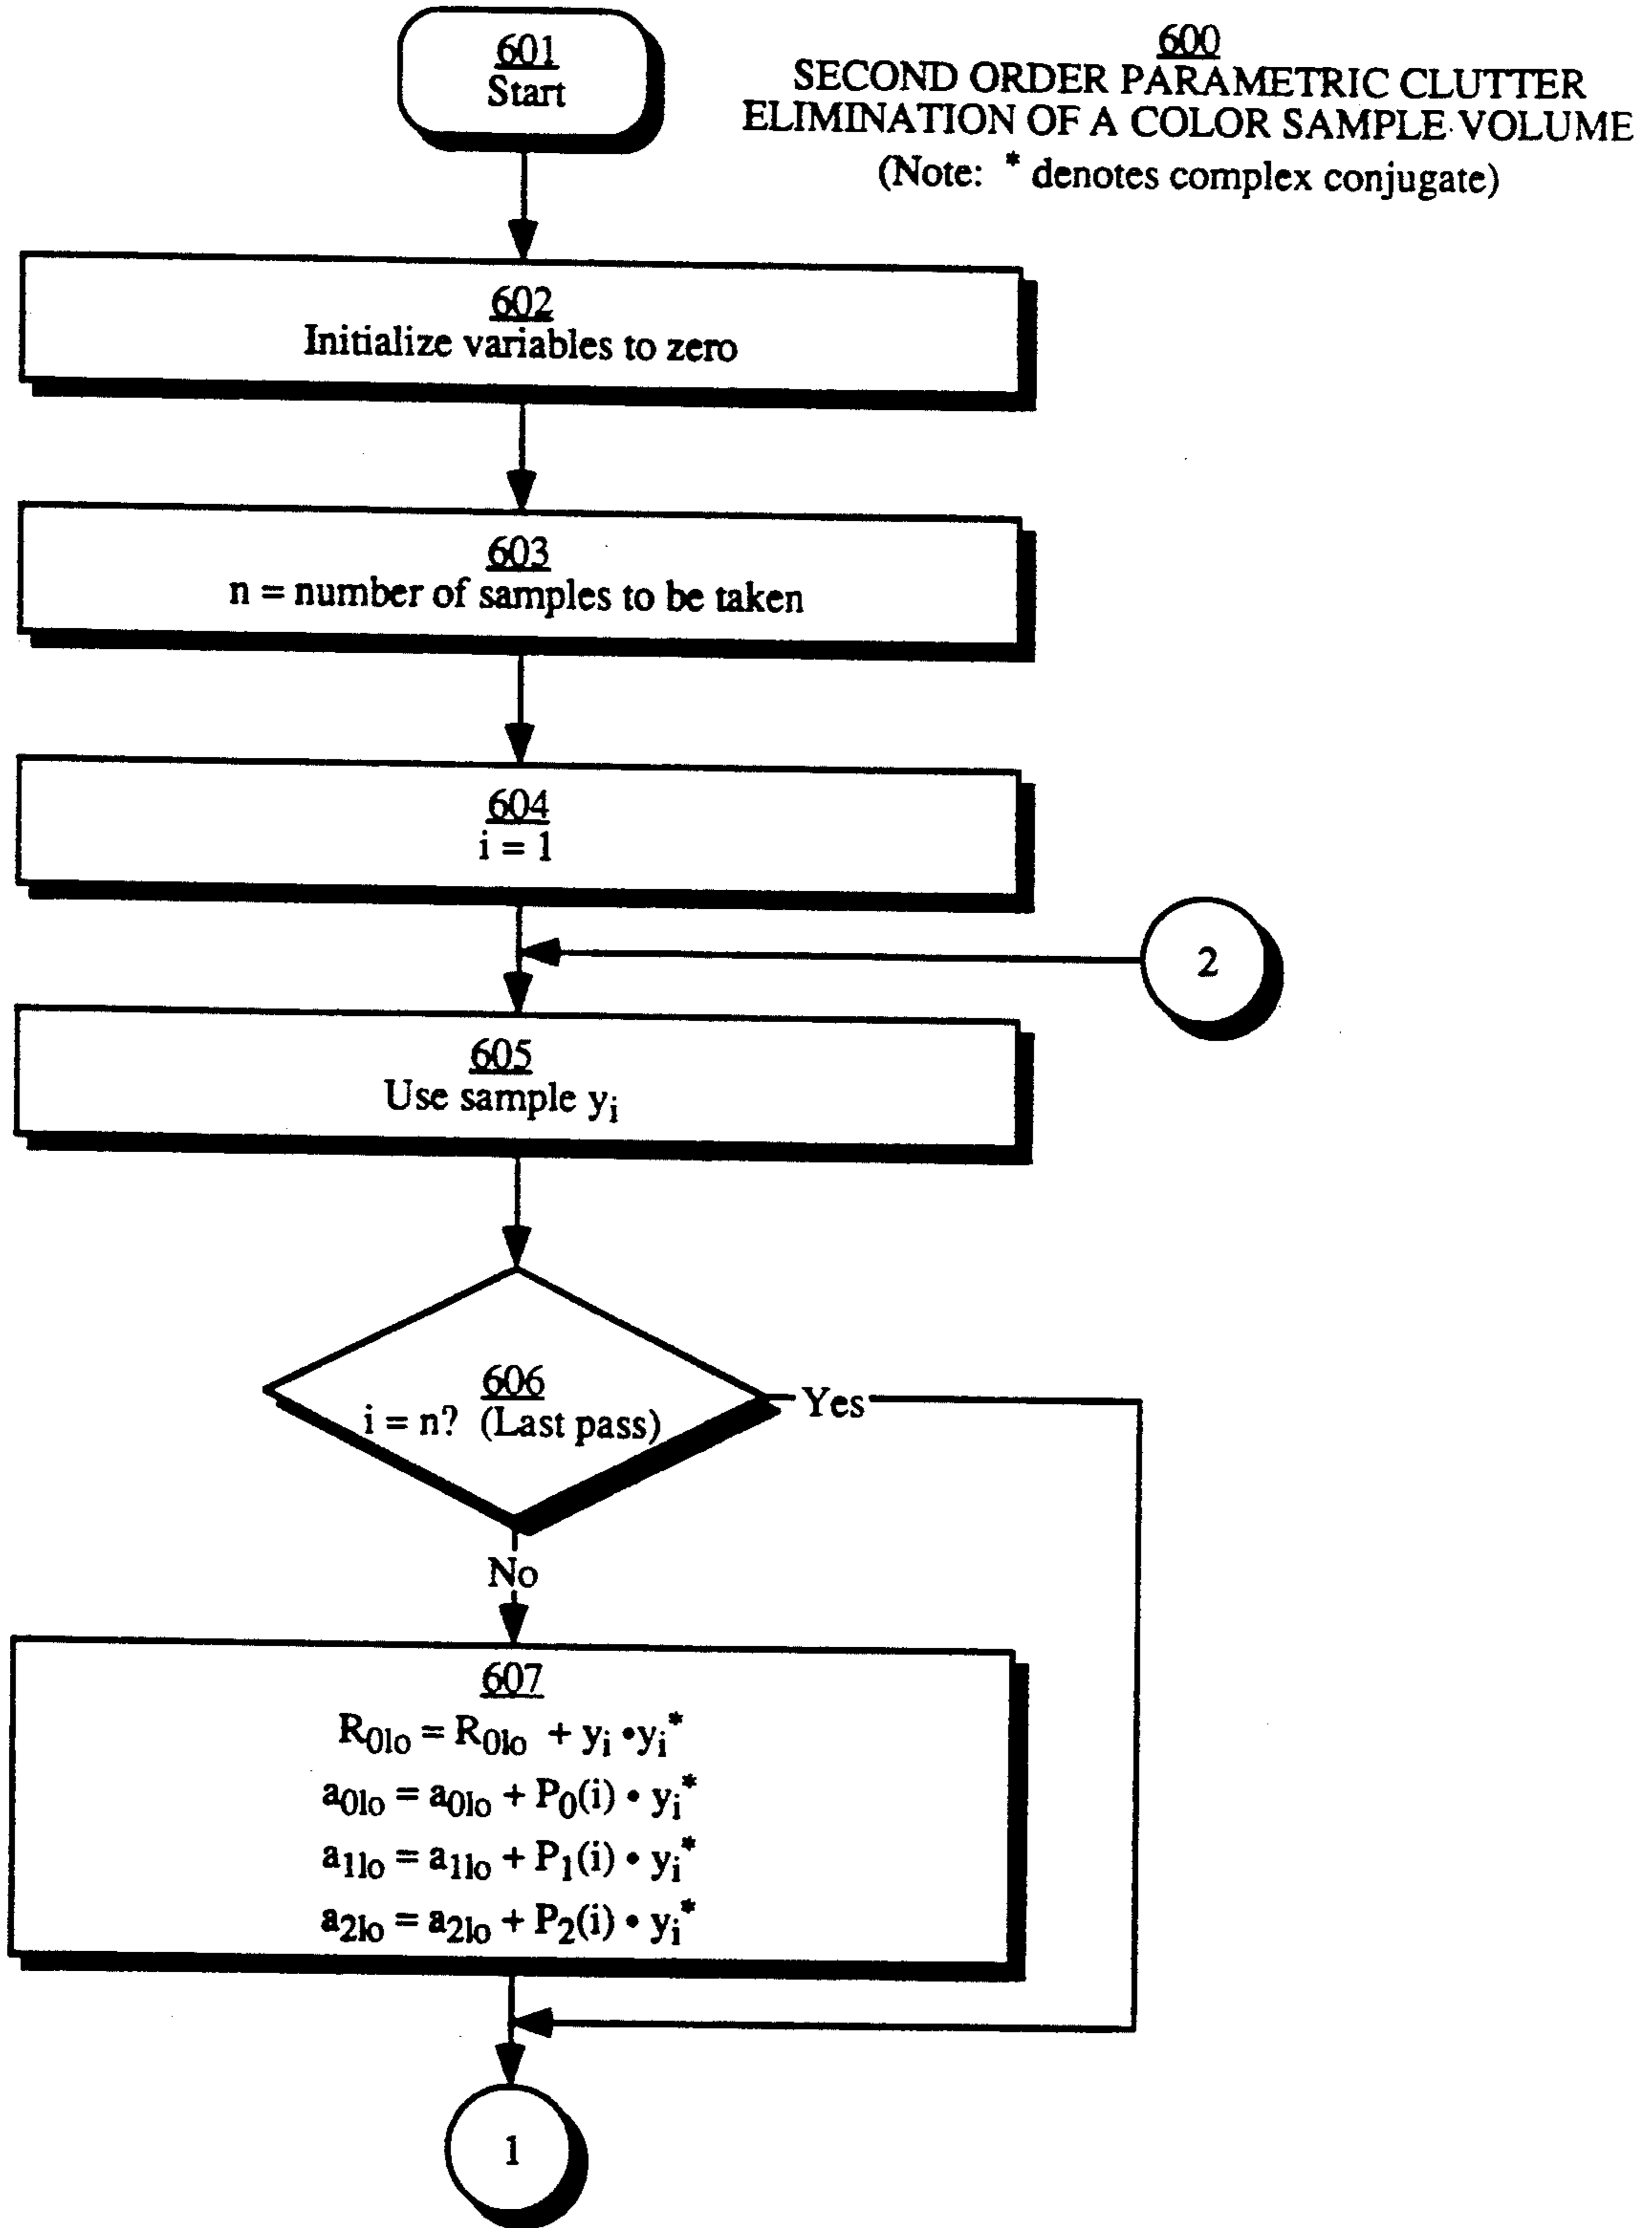 601
Start
600
SECOND ORDER PARAMETRIC CLUTTER
ELIMINATION OF A COLOR SAMPLE VOLUME
(Note: * denotes complex conjugate)
602
Initialize variables to zero
603
n = number of samples to be taken
604
i = 1
2
605
Use sample yᵢ
606
i = n? (Last pass)
Yes
No
607
R₀ₗₒ = R₀ₗₒ + yᵢ •yᵢ*
a₀ₗₒ = a₀ₗₒ + P₀(i) • yᵢ*
a₁ₗₒ = a₁ₗₒ + P₁(i) • yᵢ*
a₂ₗₒ = a₂ₗₒ + P₂(i) • yᵢ*
1